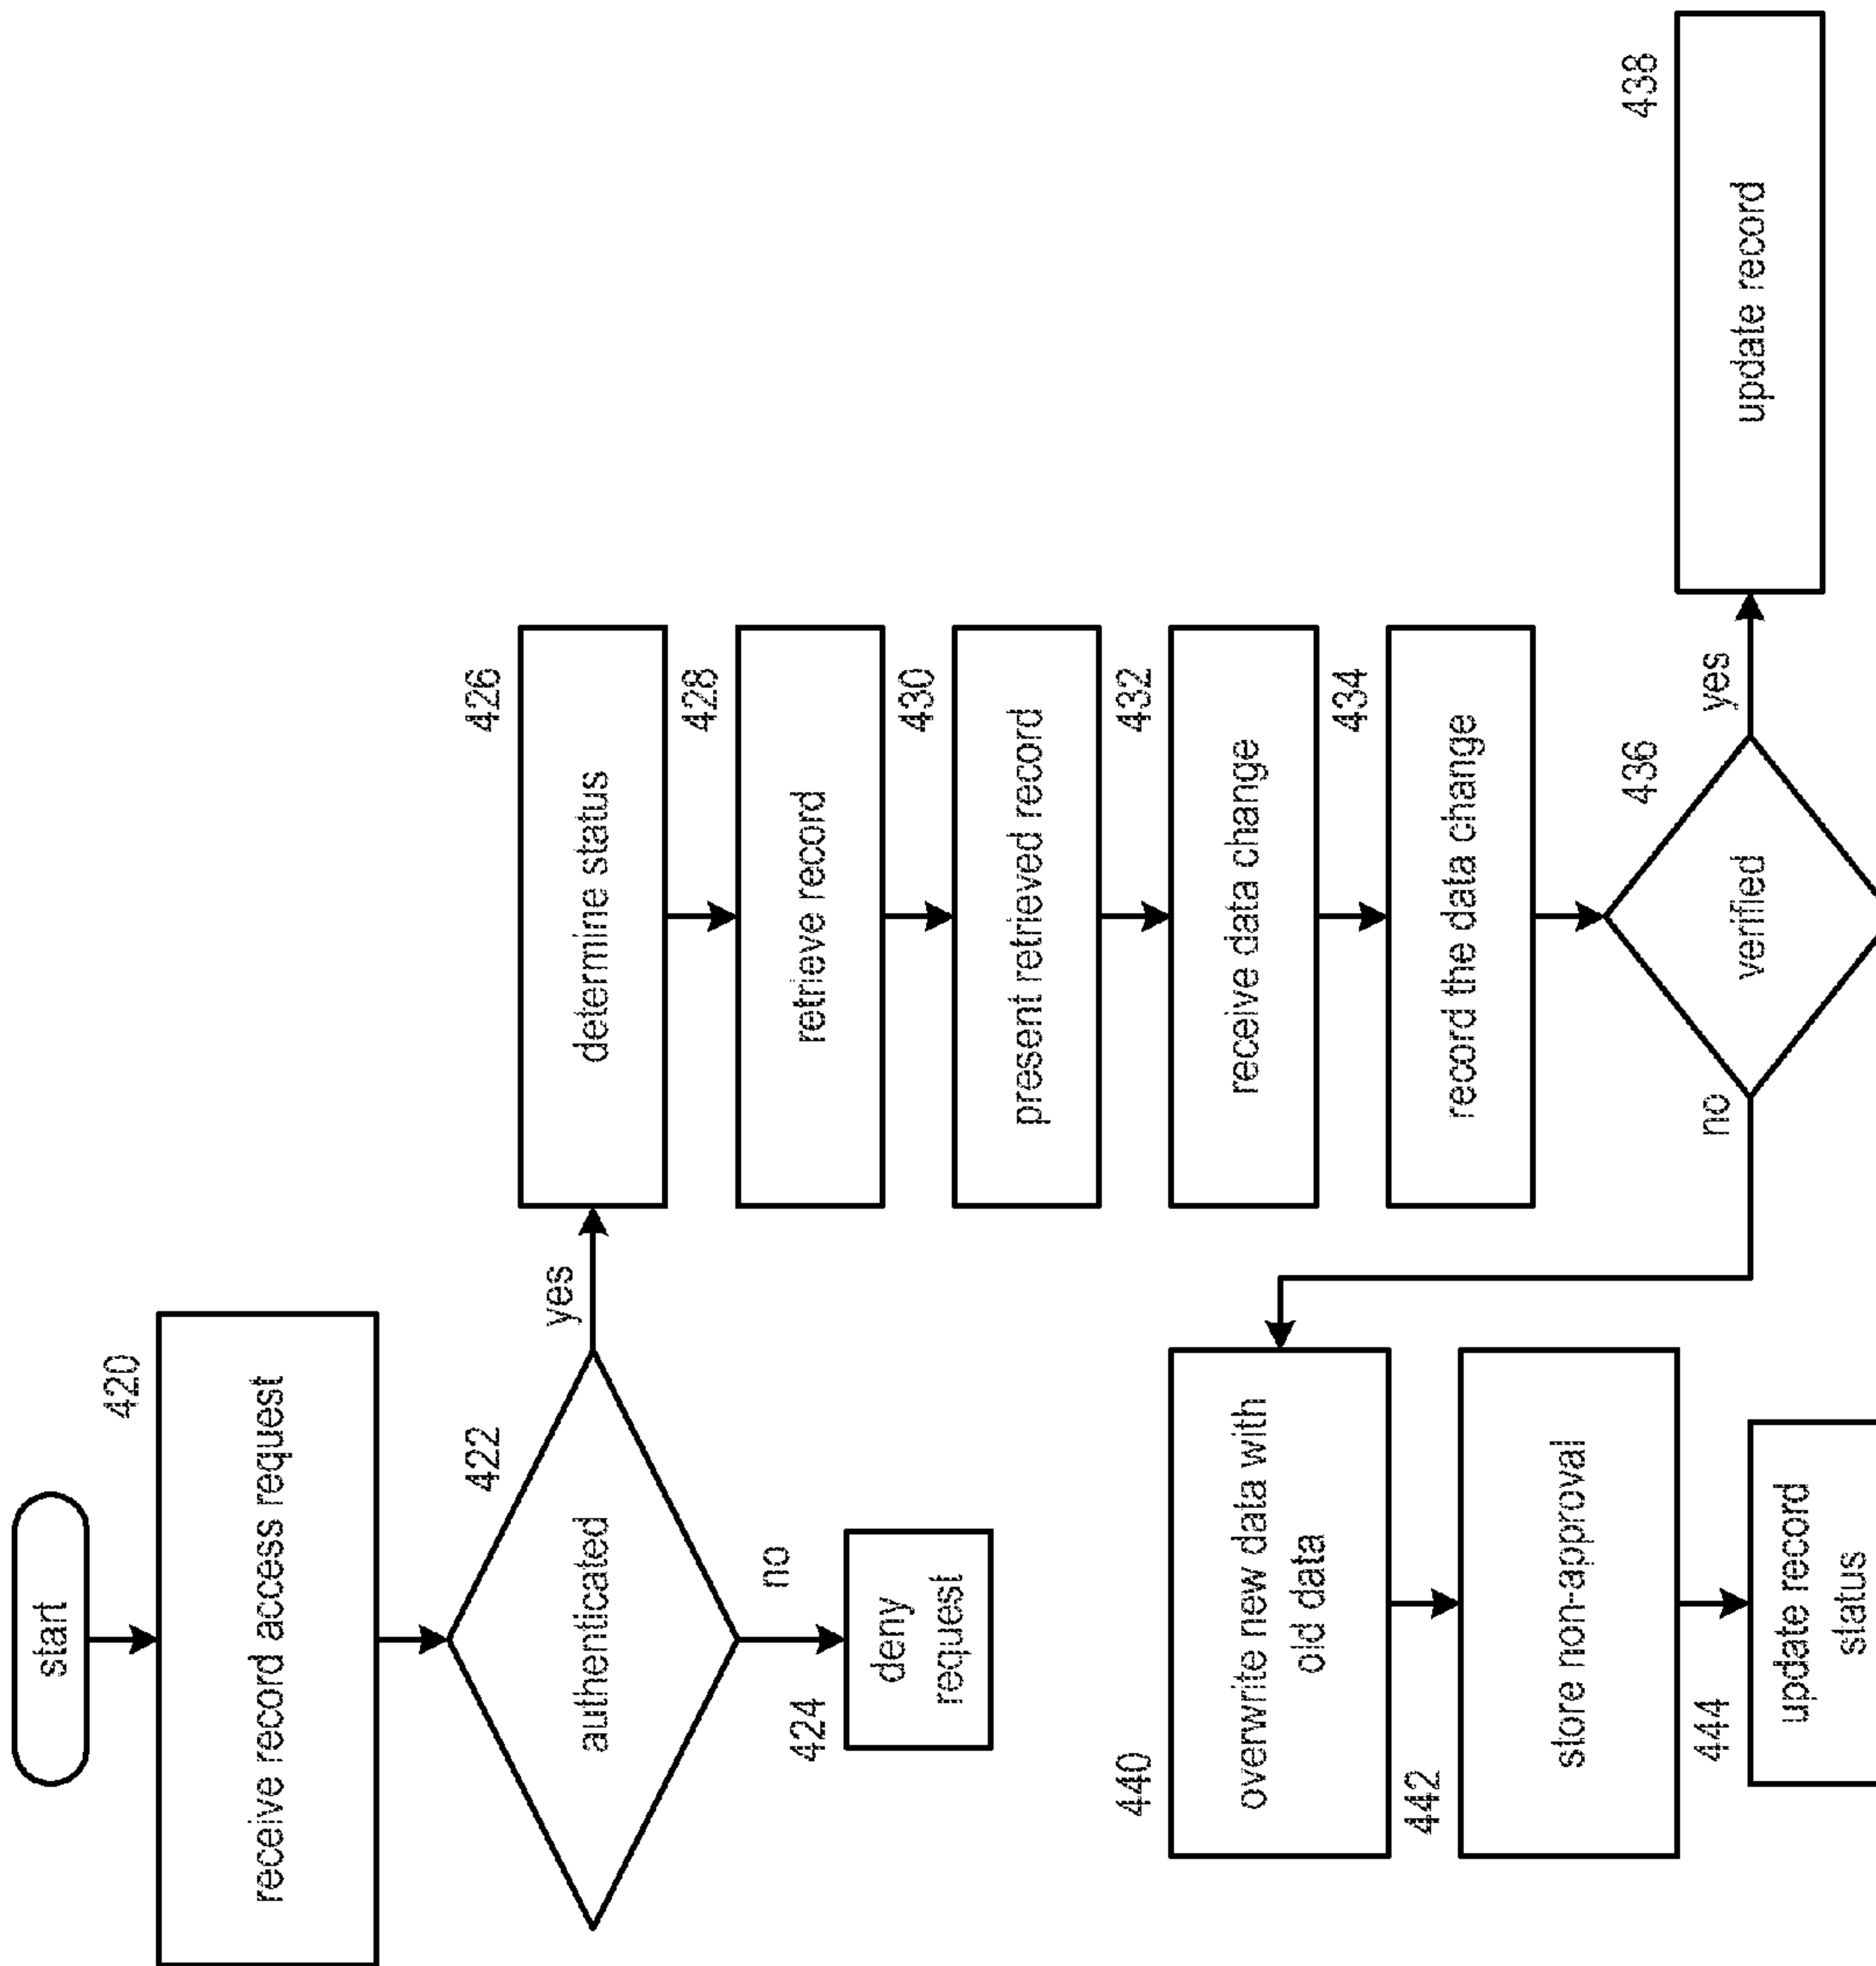 start
420
receive record access request
422
authenticated
yes
no
424
deny
request
426
determine status
428
retrieve record
430
present retrieved record
432
receive data change
434
record the data change
436
verified
yes
no
438
update record
440
overwrite new data with
old data
442
store non-approval
444
update record
status